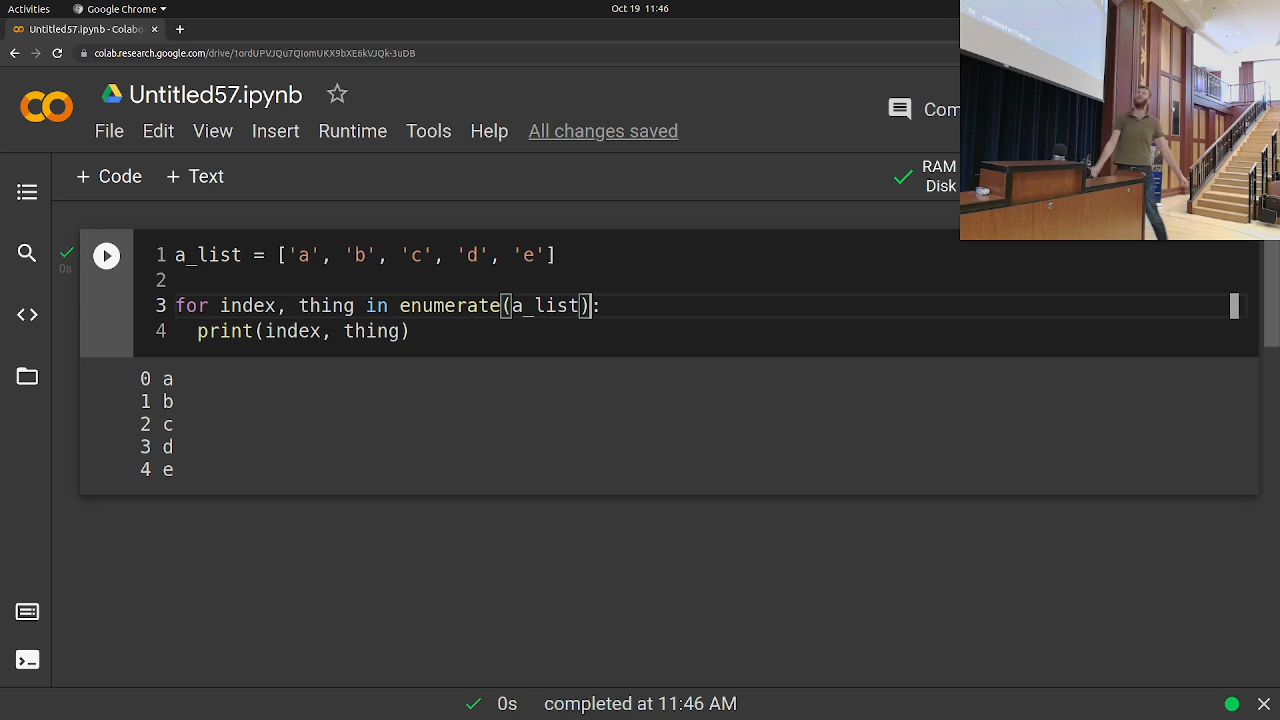 Activities
Google Chrome
Oct 19 11:46
Untitled57.ipynb - Colabo
colab.research.google.com/drive/
Untitled57.ipynb
File Edit View Insert Runtime Tools Help All changes saved
Com
+ Code + Text
RAM
Disk
1 a_list = ['a', 'b', 'c', 'd', 'e']
2
3 for index, thing in enumerate(a_list):
4 print(index, thing)
0s
0 a
1 b
2 c
3 d
4 e
0s completed at 11:46 AM